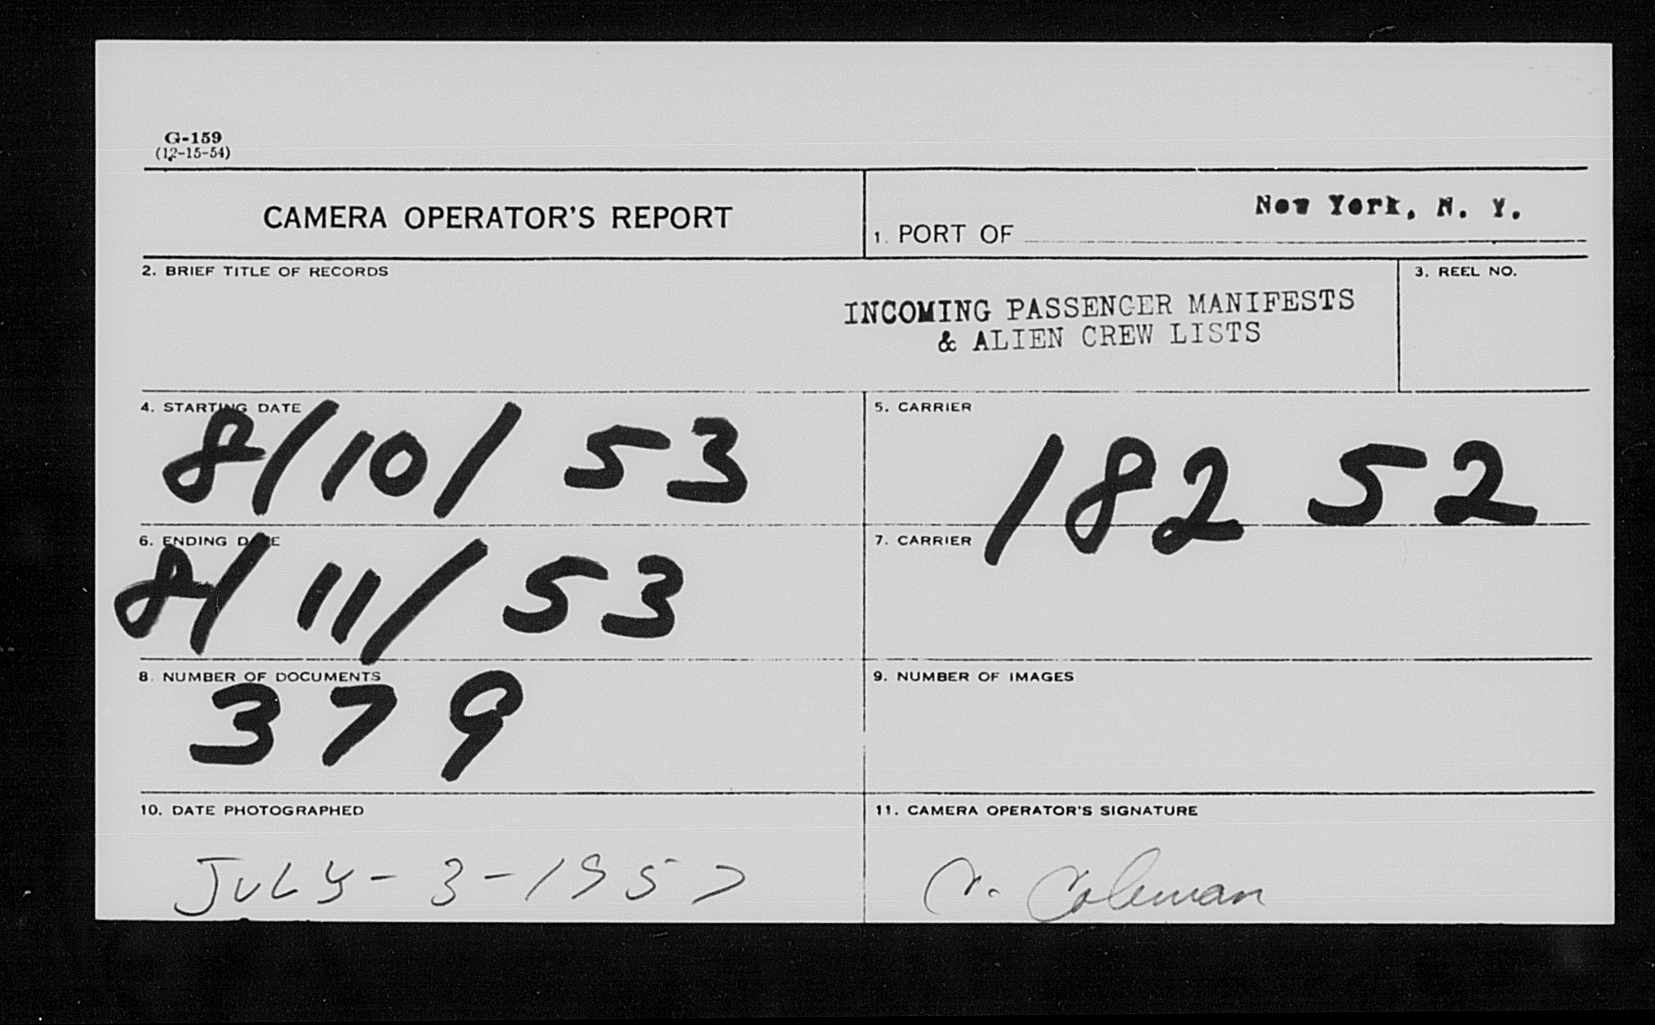 G-159
(12-15-54)
CAMERA OPERATOR'S REPORT
1. PORT OF New York, N. Y.
2. BRIEF TITLE OF RECORDS
INCOMING PASSENGER MANIFESTS
& ALIEN CREW LISTS
3. REEL NO.
4. STARTING DATE
8/10/53
5. CARRIER
18252
6. ENDING DATE
8/11/53
7. CARRIER
8. NUMBER OF DOCUMENTS
379
9. NUMBER OF IMAGES
10. DATE PHOTOGRAPHED
JULY-3-1957
11. CAMERA OPERATOR'S SIGNATURE
Coleman